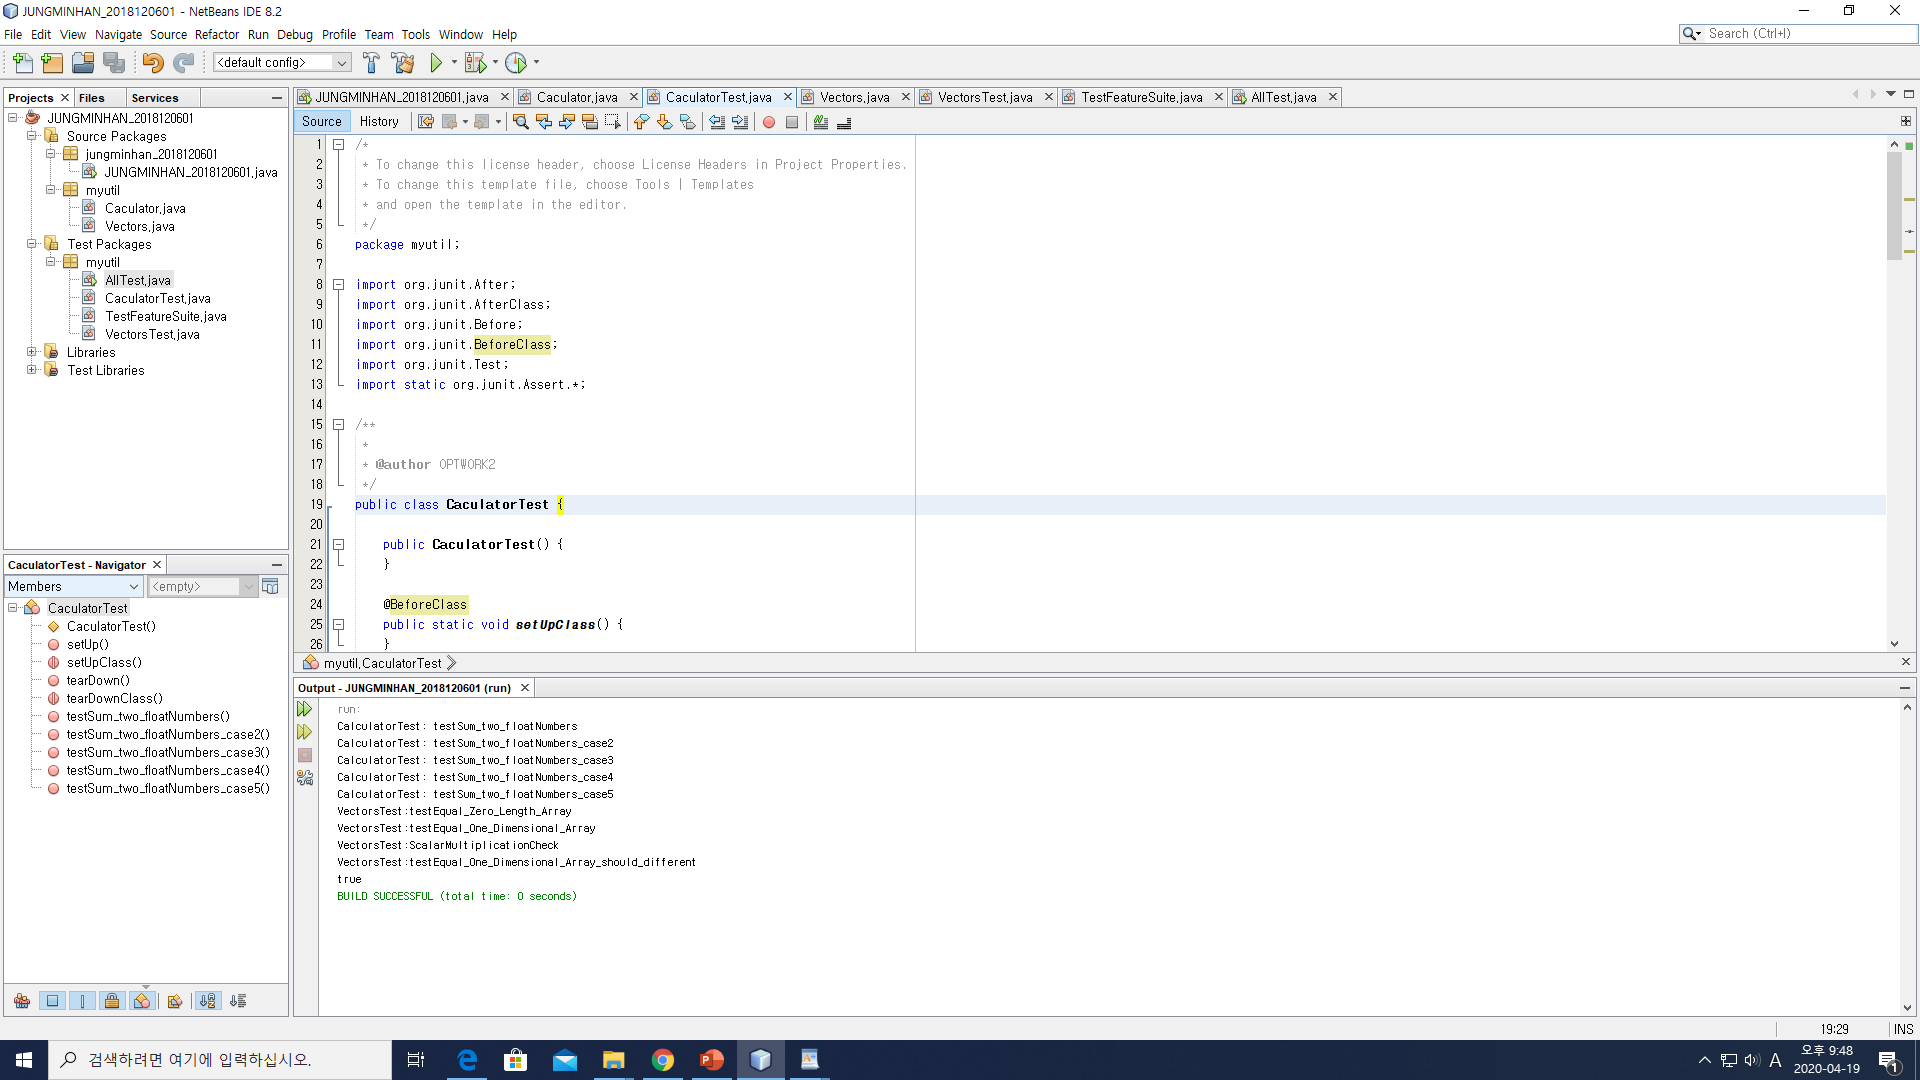 JUNGMINHAN_2018120601 - NetBeans IDE 8.2
File Edit View Navigate Source Refactor Run Debug Profile Team Tools Window Help
Search (Ctrl+I)
<default config>
Projects Files Services
JUNGMINHAN_2018120601
Source Packages
jungminhan_2018120601
JUNGMINHAN_2018120601.java
myutil
Caculator.java
Vectors.java
Test Packages
myutil
AllTest.java
CaculatorTest.java
TestFeatureSuite.java
VectorsTest.java
Libraries
Test Libraries
CaculatorTest - Navigator
Members <empty>
CaculatorTest
CaculatorTest()
setUp()
setUpClass()
tearDown()
tearDownClass()
testSum_two_floatNumbers()
testSum_two_floatNumbers_case2()
testSum_two_floatNumbers_case3()
testSum_two_floatNumbers_case4()
testSum_two_floatNumbers_case5()
JUNGMINHAN_2018120601.java Caculator.java CaculatorTest.java Vectors.java VectorsTest.java TestFeatureSuite.java AllTest.java
Source History
1 /*
2 * To change this license header, choose License Headers in Project Properties.
3 * To change this template file, choose Tools | Templates
4 * and open the template in the editor.
5 */
6 package myutil;
7
8 import org.junit.After;
9 import org.junit.AfterClass;
10 import org.junit.Before;
11 import org.junit.BeforeClass;
12 import org.junit.Test;
13 import static org.junit.Assert.*;
14
15 /**
16 *
17 * @author OPTWORK2
18 */
19 public class CaculatorTest {
20
21 public CaculatorTest() {
22 }
23
24 @BeforeClass
25 public static void setUpClass() {
26 }
myutil.CaculatorTest
Output - JUNGMINHAN_2018120601 (run)
run:
CalculatorTest: testSum_two_floatNumbers
CalculatorTest: testSum_two_floatNumbers_case2
CalculatorTest: testSum_two_floatNumbers_case3
CalculatorTest: testSum_two_floatNumbers_case4
CalculatorTest: testSum_two_floatNumbers_case5
VectorsTest:testEqual_Zero_Length_Array
VectorsTest:testEqual_One_Dimensional_Array
VectorsTest:ScalarMultiplicationCheck
VectorsTest:testEqual_One_Dimensional_Array_should_different
true
BUILD SUCCESSFUL (total time: 0 seconds)
19:29 INS
검색하려면 여기에 입력하십시오.
A
오후 9:48
2020-04-19
1